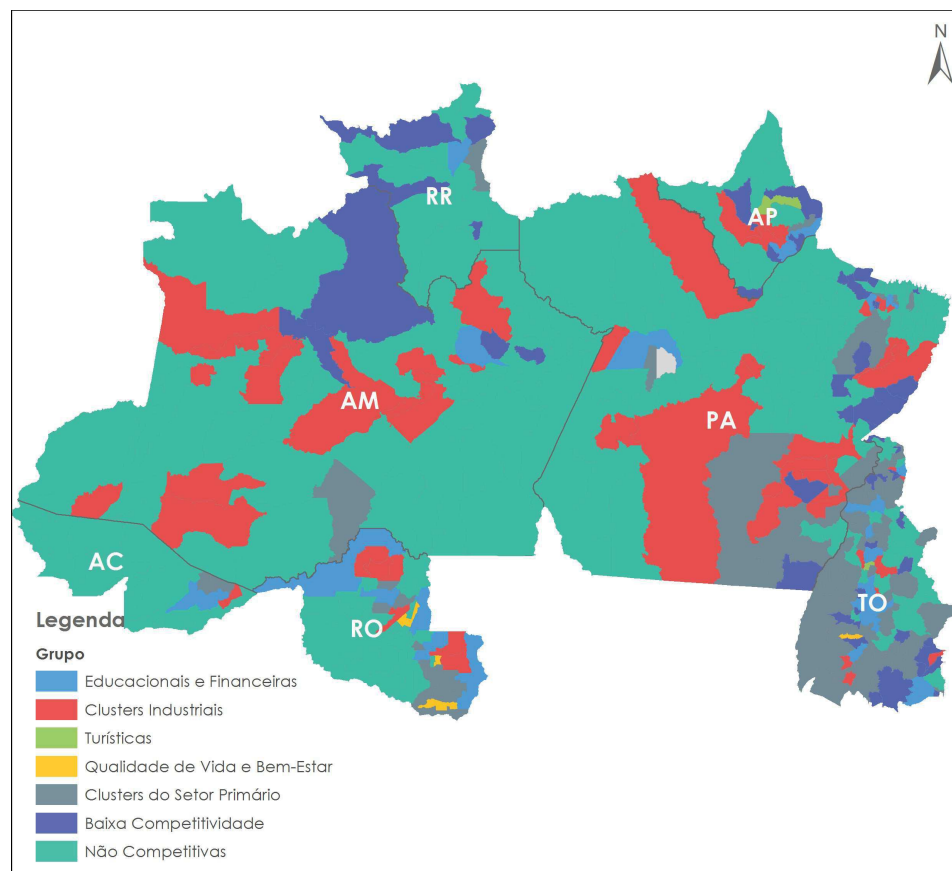 N
RR
AP
AM
PA
AC
RO
TO
Legenda
Grupo
Educacionais e Financeiras
Clusters Industriais
Turísticas
Qualidade de Vida e Bem-Estar
Clusters do Setor Primário
Baixa Competitividade
Não Competitivas